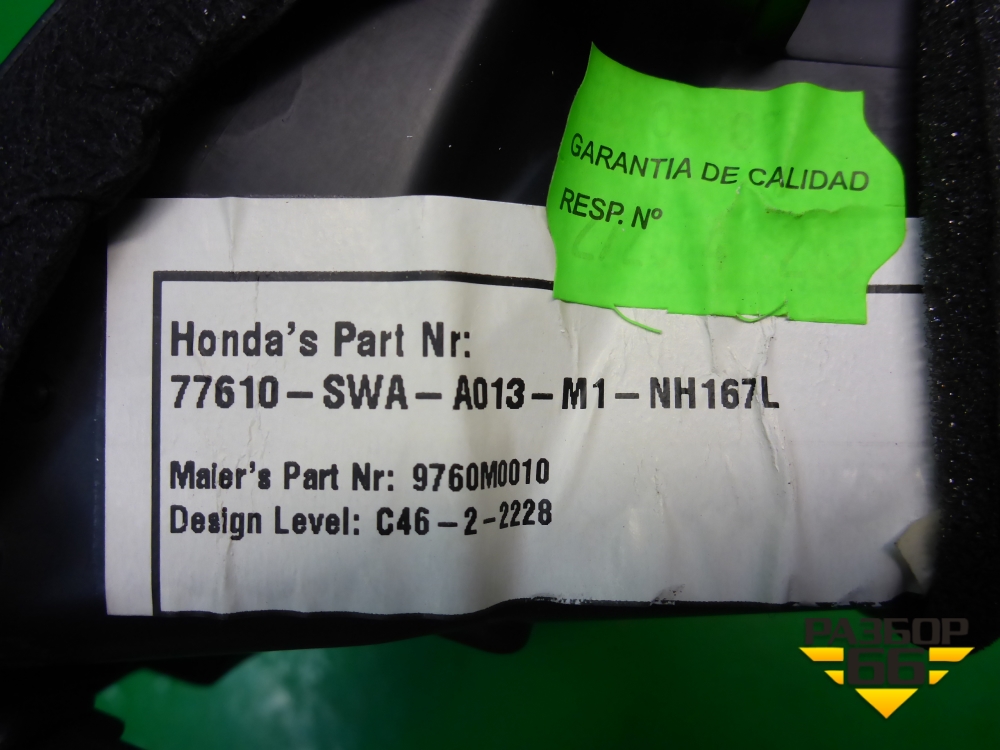 GARANTIA DE CALIDAD
RESP. Nº
Honda's Part Nr:
77610-SWA-A013-M1-NH167L
Maier's Part Nr: 9760M0010
Design Level: C46-2-2228
РАЗБОР
66